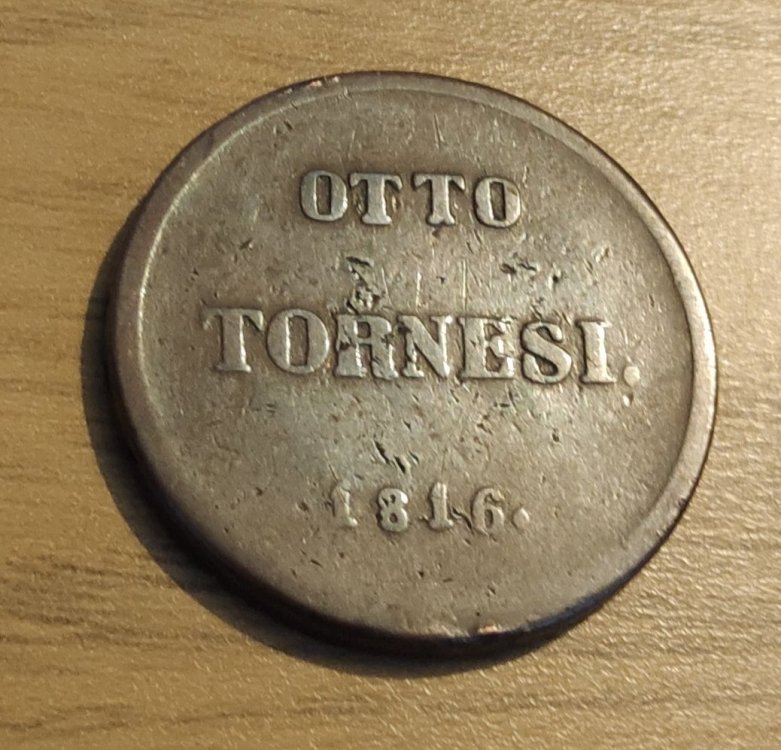 OTTO
TORNESI.
1816.